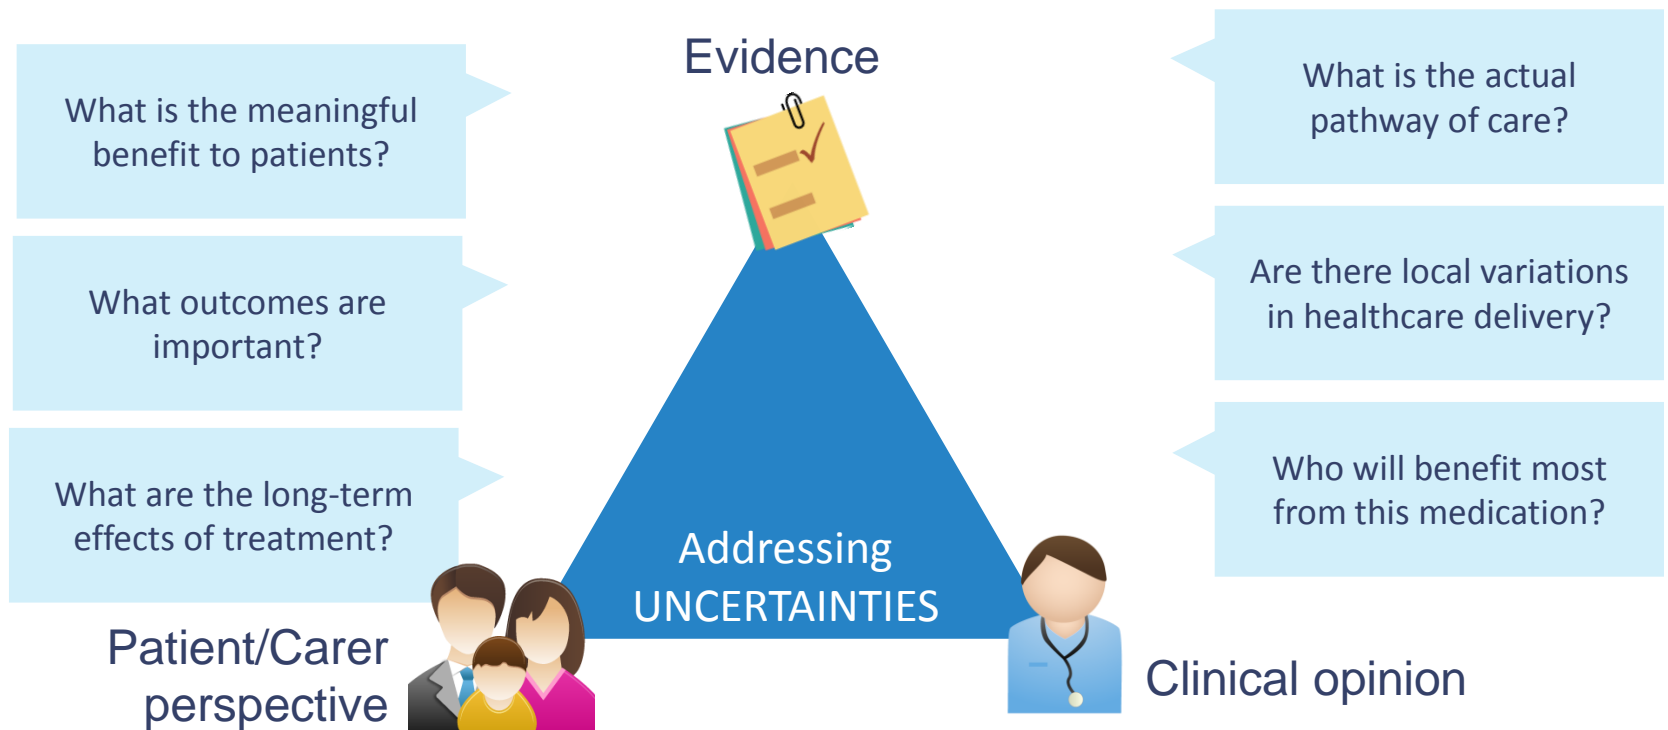 Evidence
What is the meaningful
benefit to patients?
What outcomes are
important?
What are the long-term
effects of treatment?
What is the actual
pathway of care?
Are there local variations
in healthcare delivery?
Who will benefit most
from this medication?
Addressing
UNCERTAINTIES
Patient/Carer
perspective
Clinical opinion